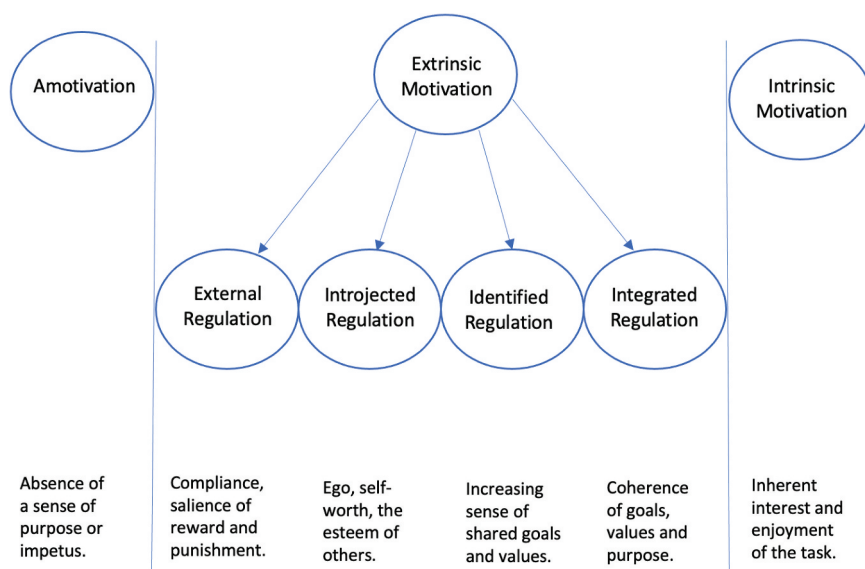 Amotivation
Extrinsic
Motivation
Intrinsic
Motivation
External
Regulation
Introjected
Regulation
Identified
Regulation
Integrated
Regulation
Absence of
a sense of
purpose or
impetus.
Compliance,
salience of
reward and
punishment.
Ego, self-
worth, the
esteem of
others.
Increasing
sense of
shared goals
and values.
Coherence
of goals,
values and
purpose.
Inherent
interest and
enjoyment
of the task.